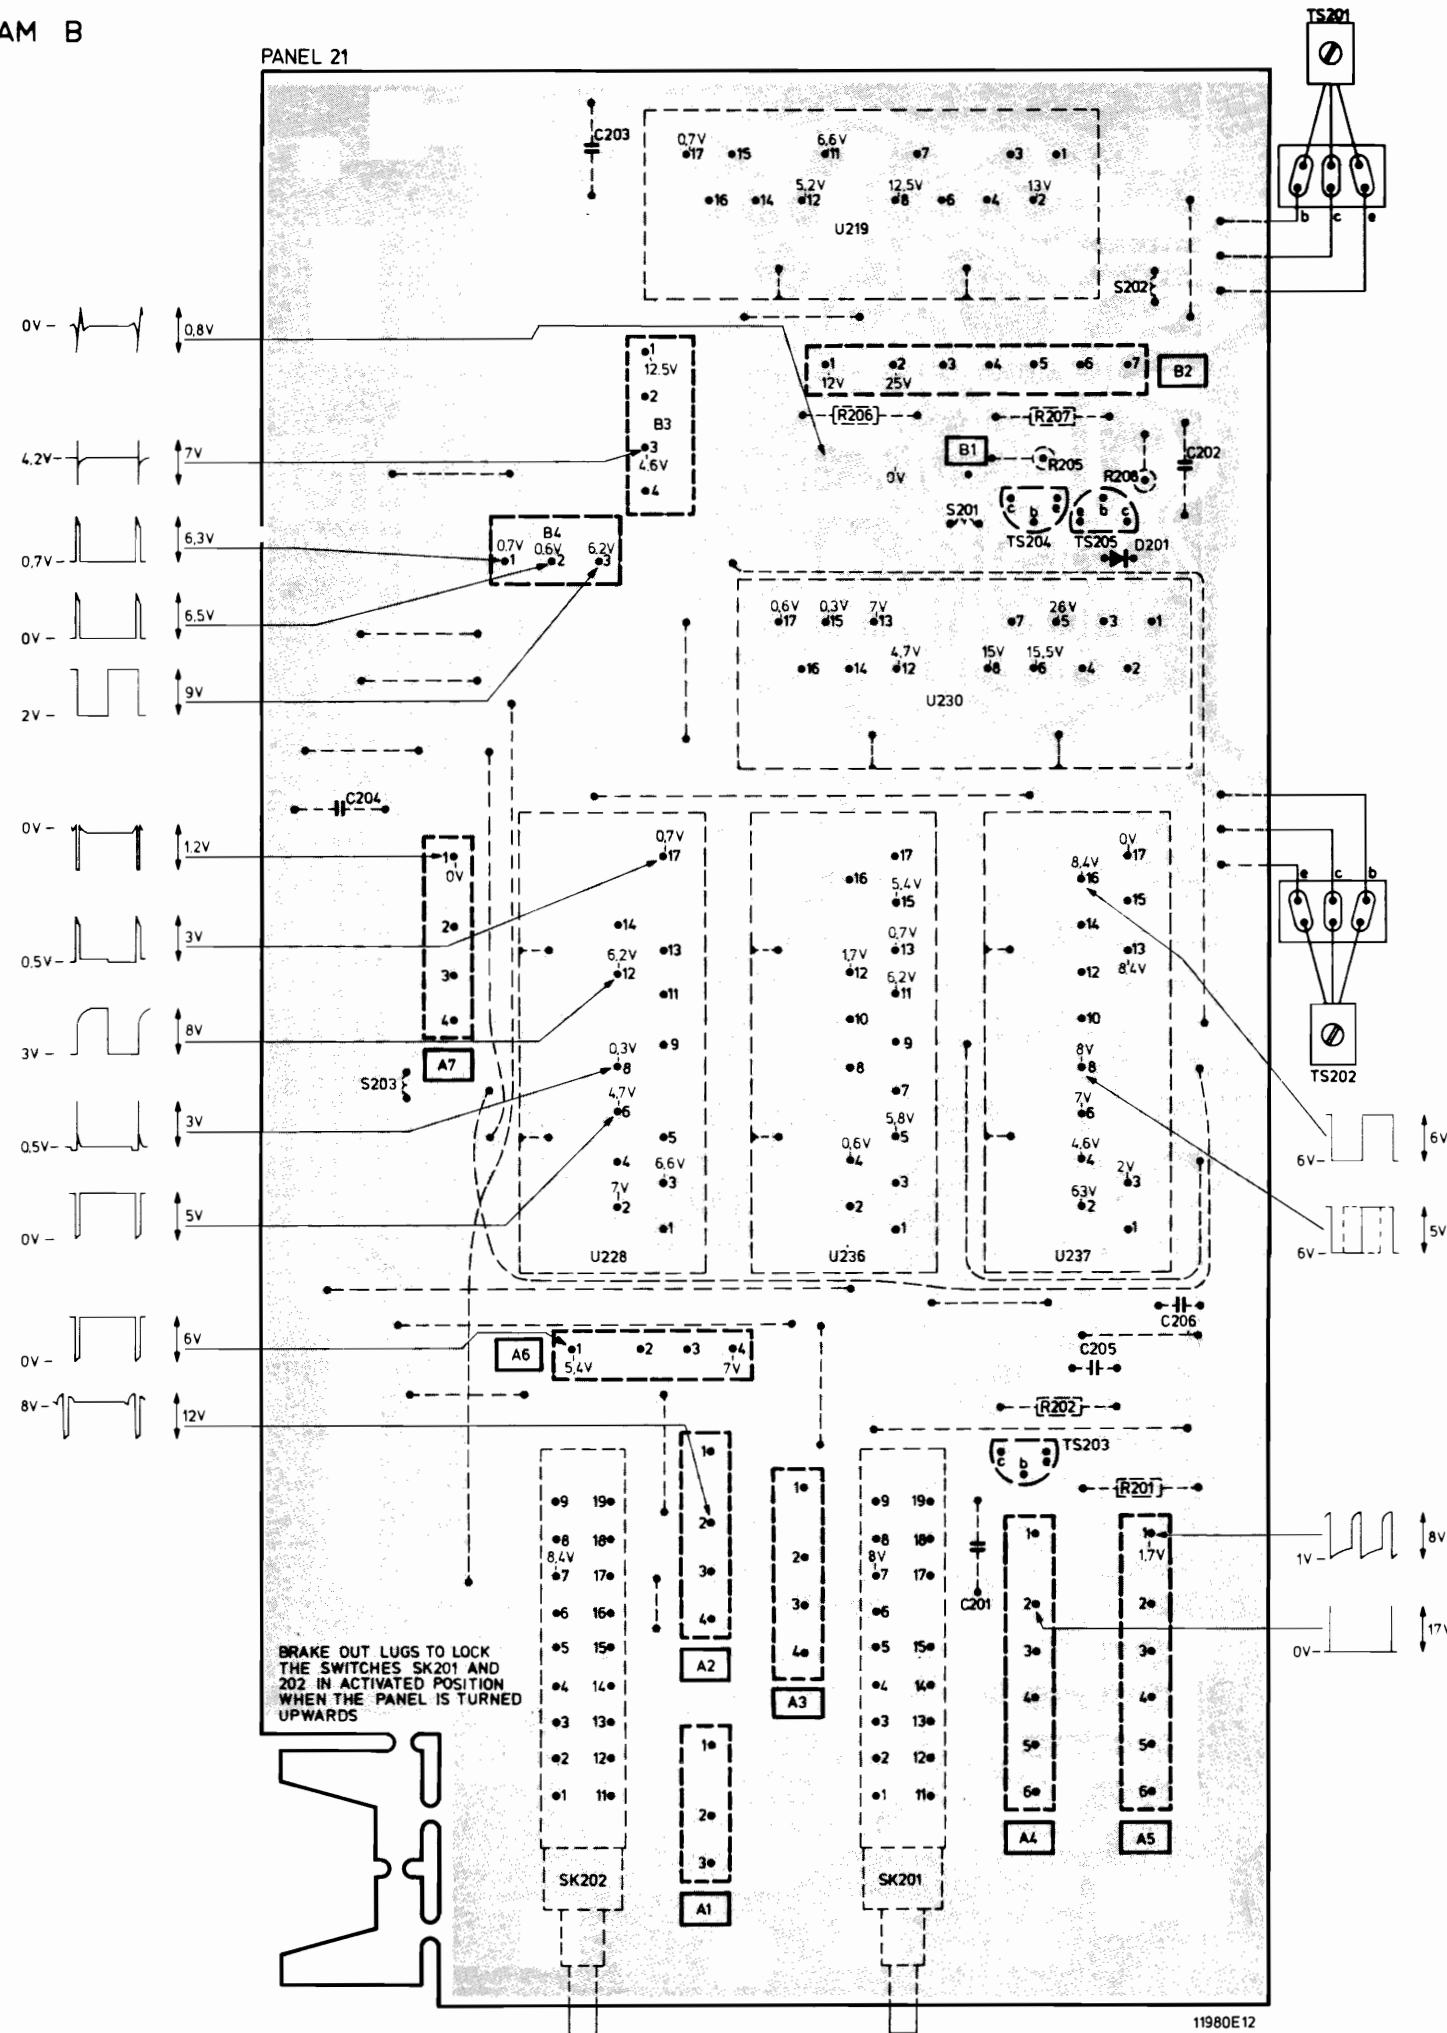 AM B
PANEL 21
TS201
C203
0,7V 6,6V
17 15 11 7 3 1
5,2V 12,5V 13V
16 14 12 8 6 4 2
U219
b c e
S202
0V 0,8V
1 12.5V
2
B3
3 4,6V
4
1 2 3 4 5 6 7
12V 25V
B2
R206 R207
B1
R205
R208
C202
0V
4.2V 7V
S201
c b e
TS204
e b c
TS205
D201
B4
0,7V 0,6V 6,2V
1 2 3
0,7V 6,3V
0V 6,5V
2V 9V
0,6V 0,3V 7V 26V
17 15 13 7 5 3 1
4,7V 15V 15,5V
16 14 12 8 6 4 2
U230
C204
0V 1.2V
1
0V
2
3
4
A7
S203
0,5V 3V
3V 8V
0,5V 3V
0V 5V
0,7V
17
14
13
6,2V
12
11
9
0,3V
8
4,7V
6
5
4
6,6V
3
7V
2
1
U228
17
16
5,4V
15
0,7V
13
1,7V
12
6,2V
11
10
9
8
7
5,8V
5
0,6V
4
3
2
1
U236
0V
17
8,4V
16
15
14
13
8,4V
12
10
8V
8
7V
6
4,6V
4
2V
3
63V
2
1
U237
e c b
TS202
6V 6V
6V 5V
C206
C205
0V 6V
A6
1 2 3 4
5,4V 7V
8V 12V
R202
TS203
c b e
R201
9 19
8 18
8,4V
7 17
6 16
5 15
4 14
3 13
2 12
1 11
SK202
1
2
3
4
A2
1
2
3
4
A3
1
2
3
A1
9 19
8 18
8V
7 17
6
5 15
4 14
3 13
2 12
1 11
SK201
C201
1
2
3
4
5
6
A4
1
1,7V
2
3
4
5
6
A5
1V 8V
0V 17V
BRAKE OUT LUGS TO LOCK
THE SWITCHES SK201 AND
202 IN ACTIVATED POSITION
WHEN THE PANEL IS TURNED
UPWARDS
11980E12